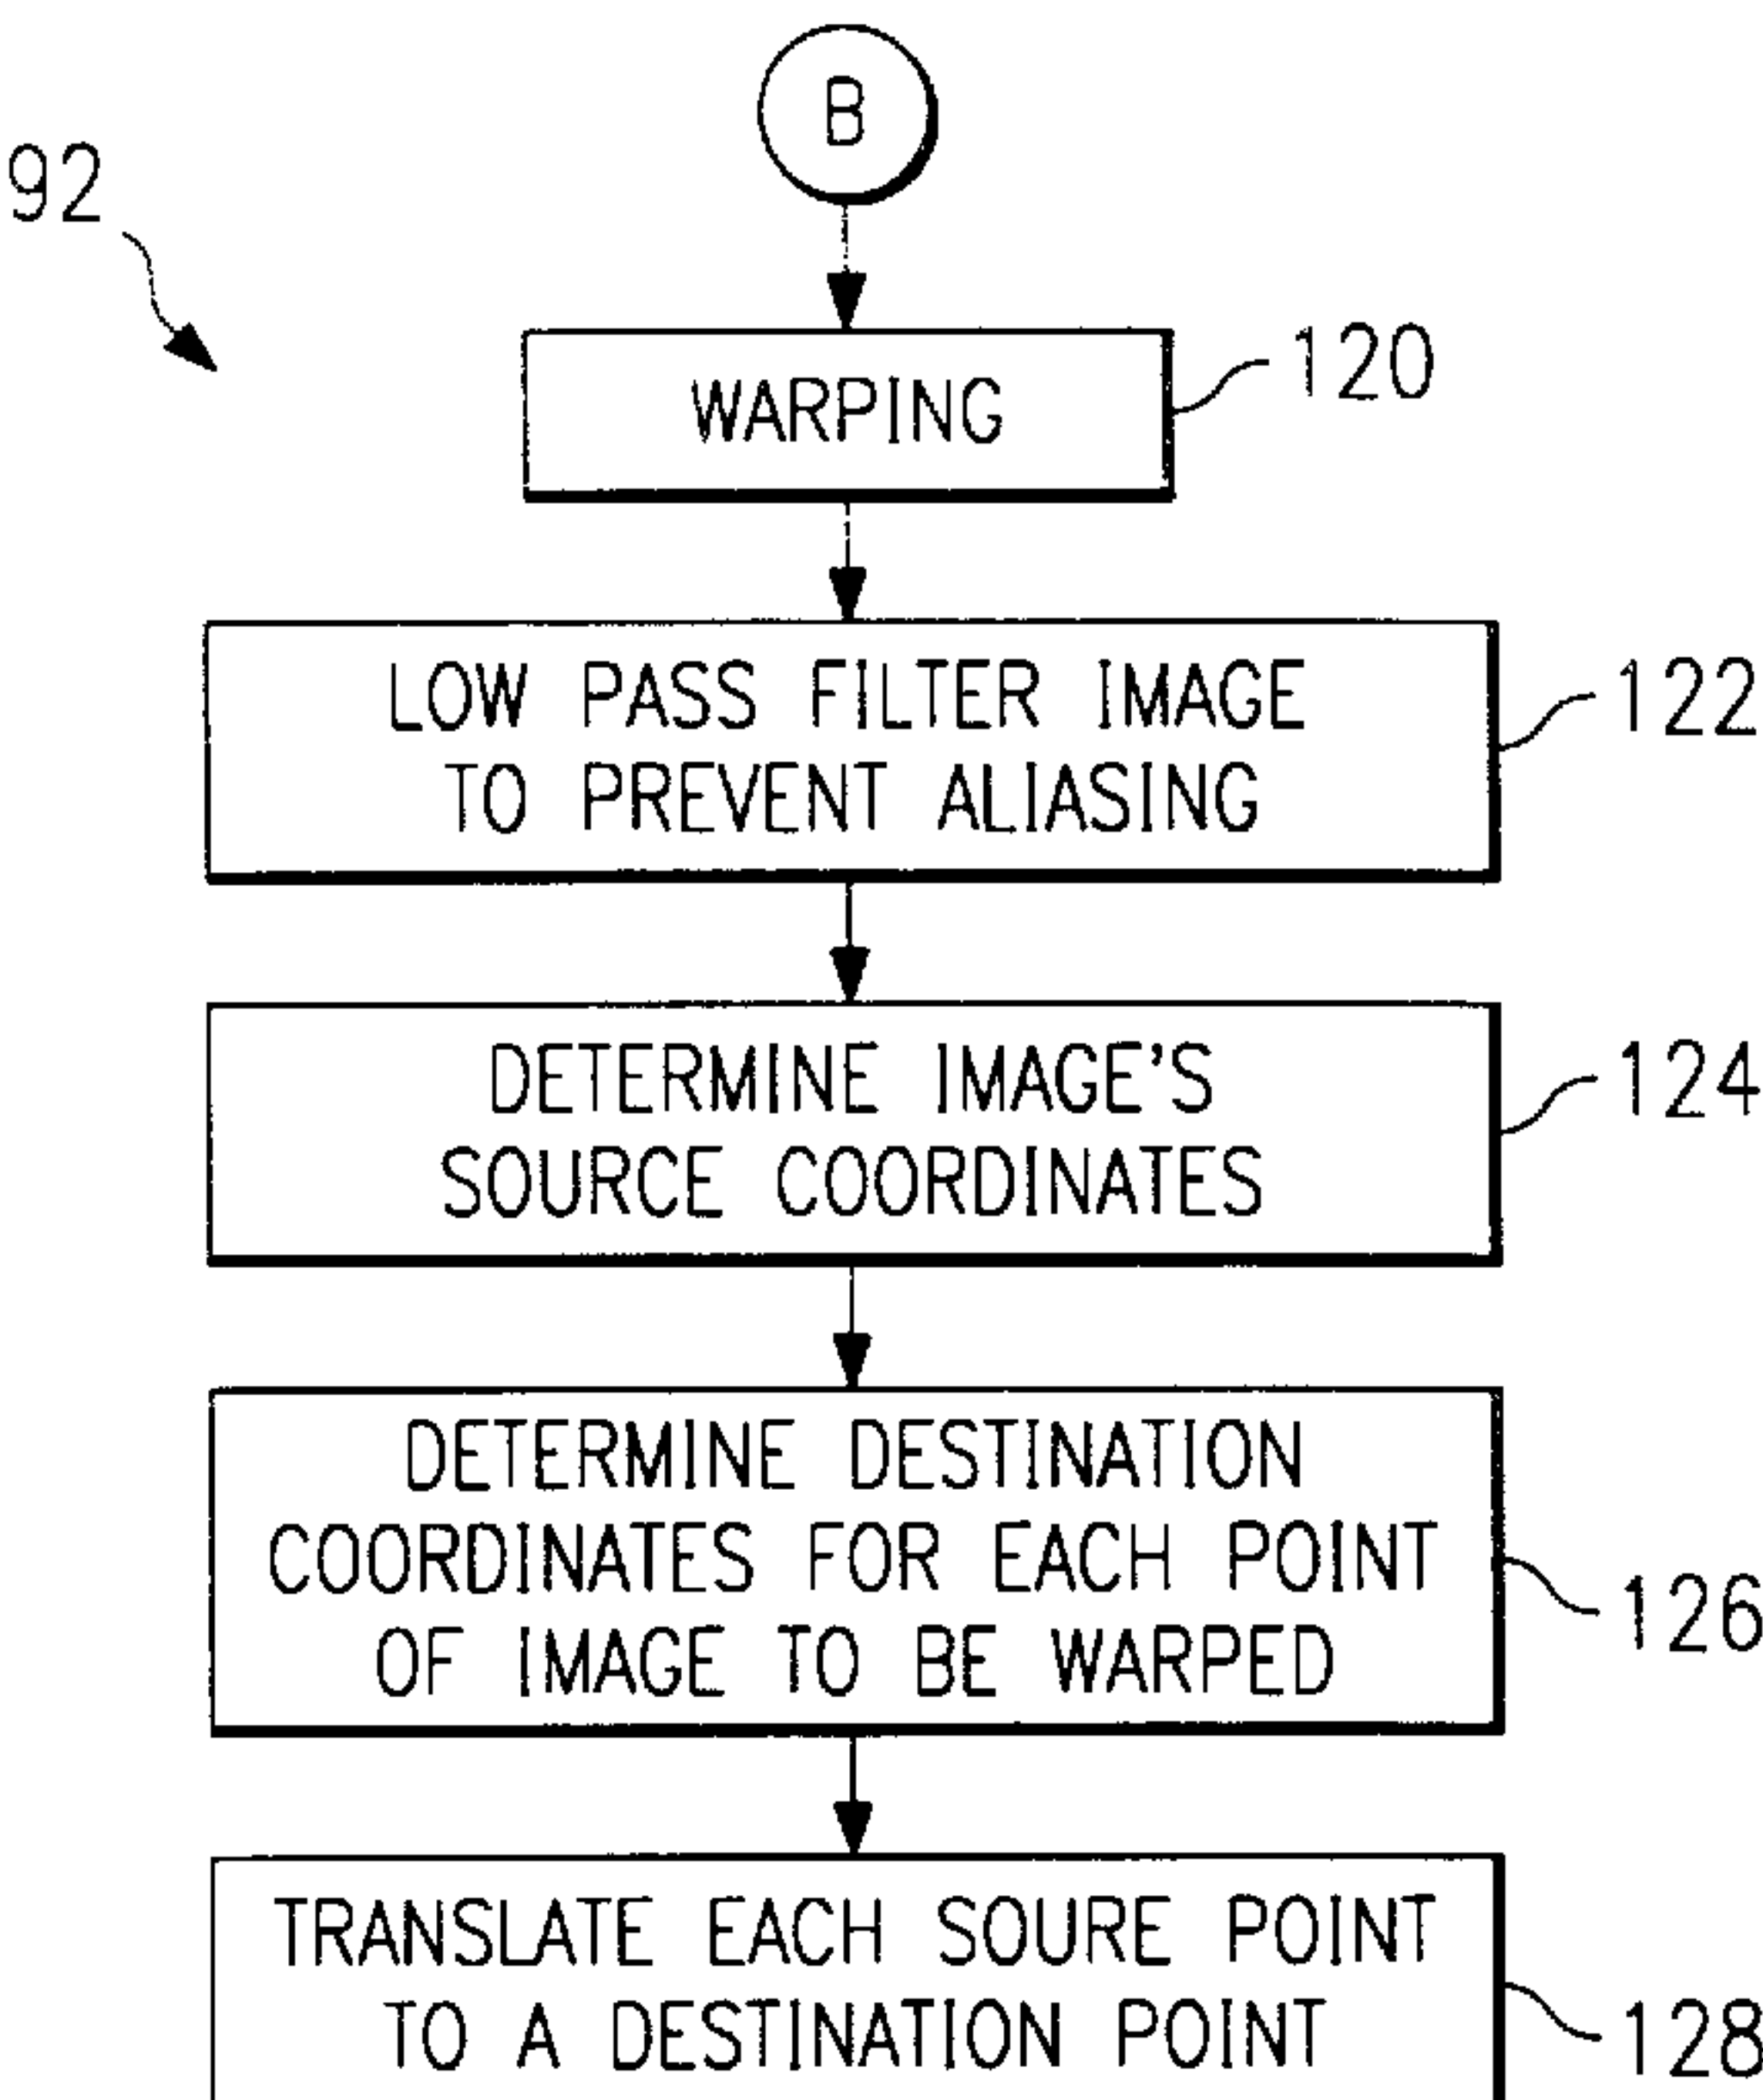 B
92
WARPING
120
LOW PASS FILTER IMAGE
TO PREVENT ALIASING
122
DETERMINE IMAGE'S
SOURCE COORDINATES
124
DETERMINE DESTINATION
COORDINATES FOR EACH POINT
OF IMAGE TO BE WARPED
126
TRANSLATE EACH SOURE POINT
TO A DESTINATION POINT
128